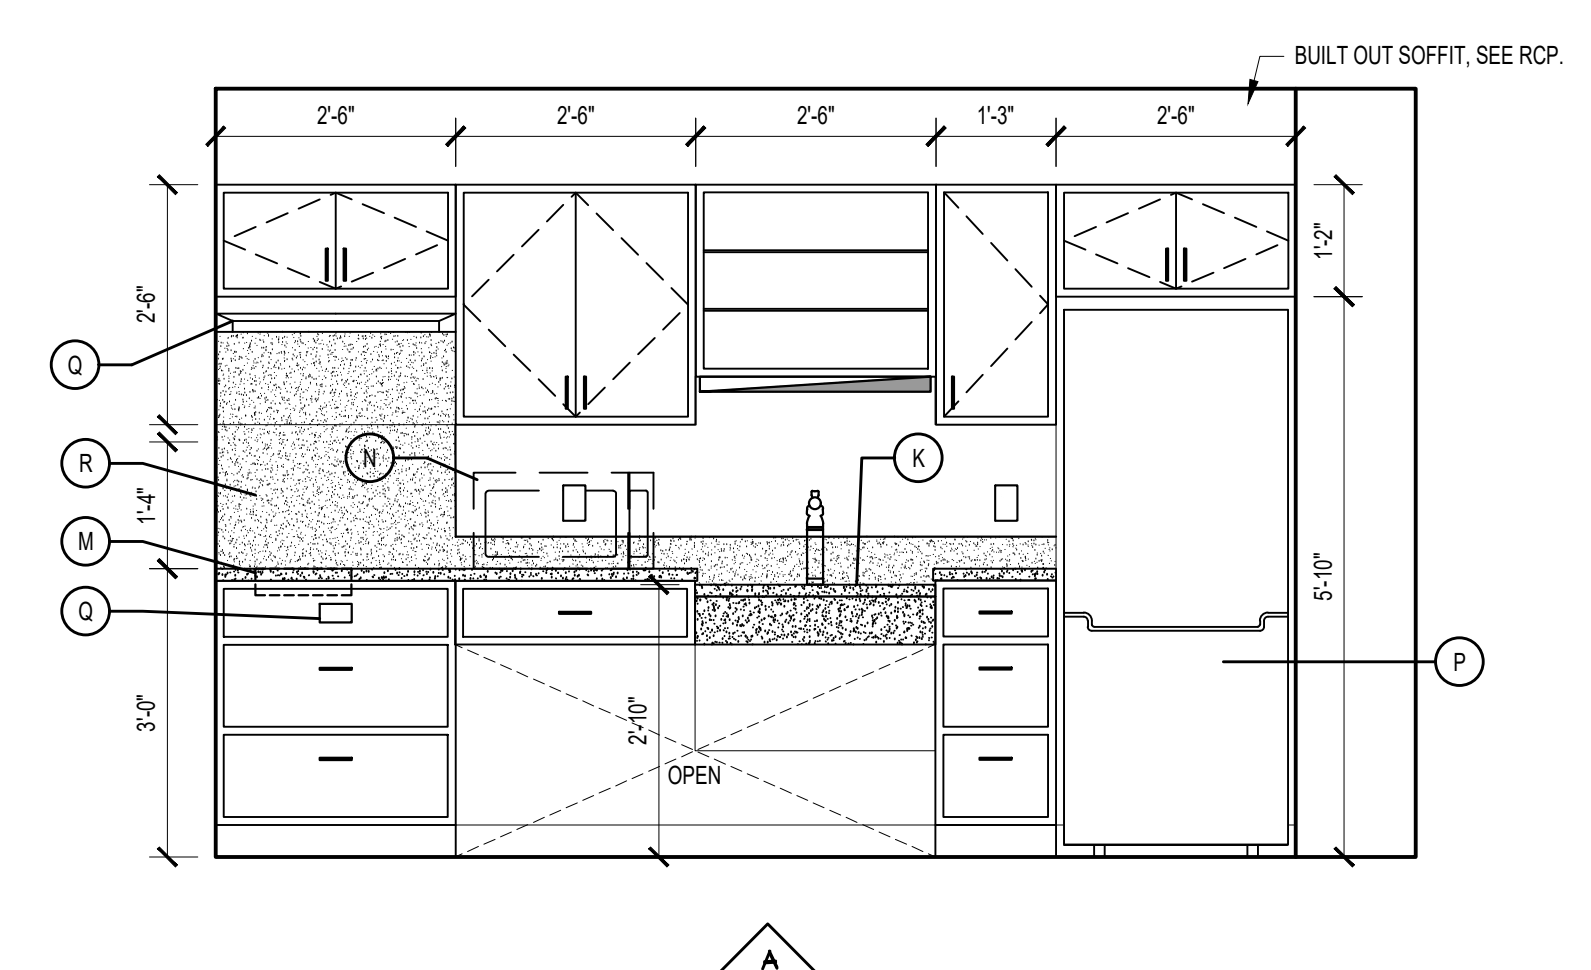 BUILT OUT SOFFIT, SEE RCP.
2'-6"
2'-6"
2'-6"
1'-3"
2'-6"
1'-2"
2'-6"
Q
R
N
K
1'-4"
M
5'-10"
Q
P
3'-0"
2'-10"
OPEN
A